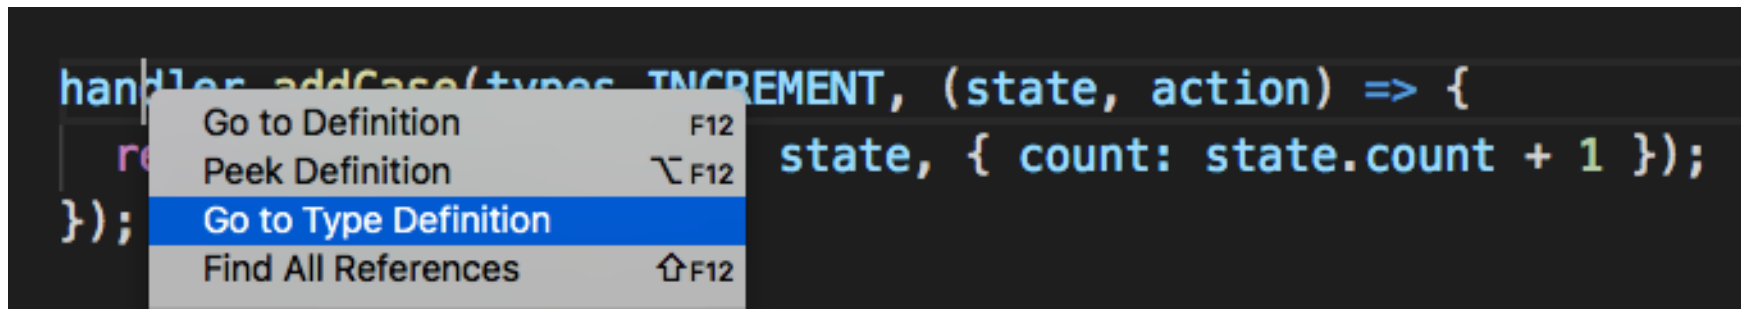 handler.addCase(types.INCREMENT, (state, action) => {
re state, { count: state.count + 1 });
});
Go to Definition F12
Peek Definition ⌥F12
Go to Type Definition
Find All References ⇧F12